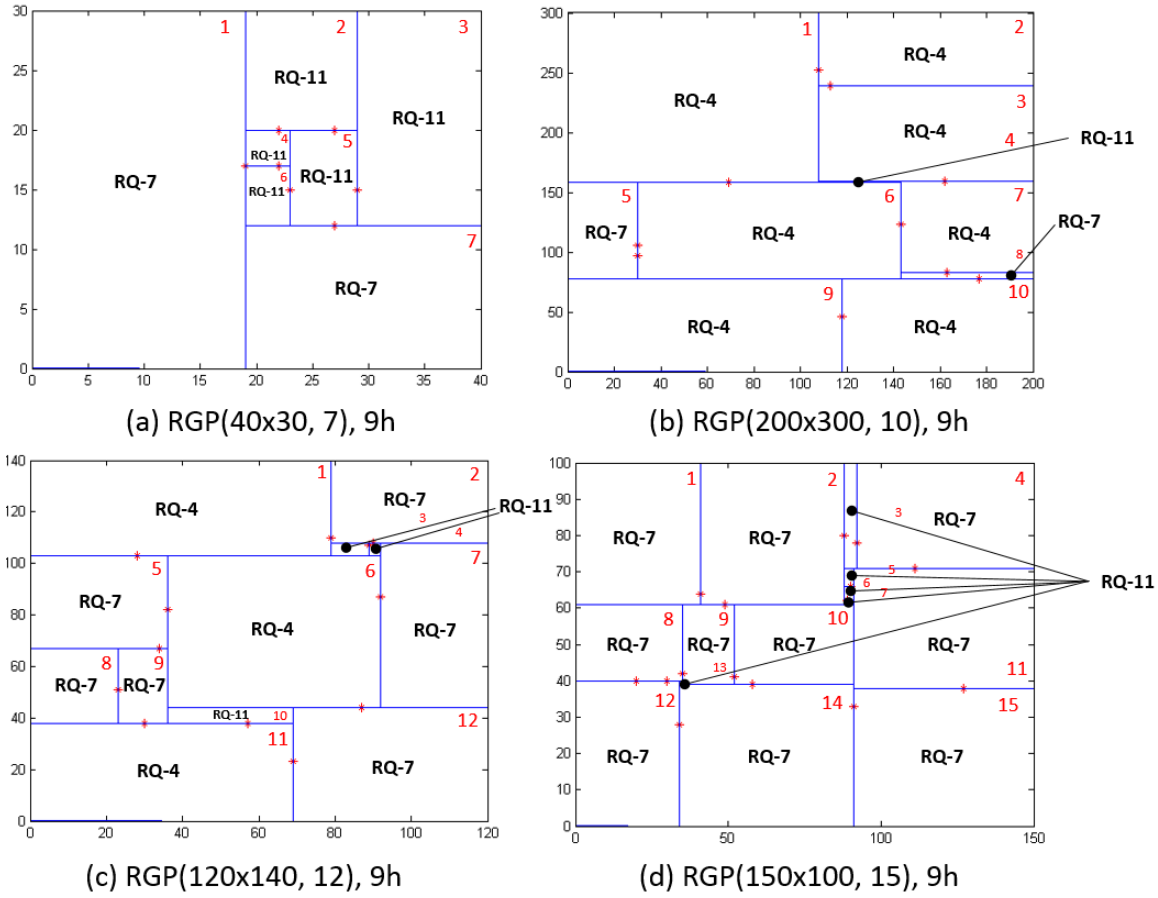 30
1
2
3
RQ-11
25
RQ-11
20
4
5
RQ-11
6
RQ-11
RQ-11
15
RQ-7
10
7
RQ-7
5
0
0 5 10 15 20 25 30 35 40
(a) RGP(40x30, 7), 9h
300
1
2
RQ-4
250
RQ-4
3
200
RQ-4
4
RQ-11
150
5
6
7
RQ-7
RQ-4
RQ-4
RQ-7
100
8
9
10
50
RQ-4
RQ-4
0
0 20 40 60 80 100 120 140 160 180 200
(b) RGP(200x300, 10), 9h
140
1
2
RQ-4
RQ-7
RQ-11
120
3
4
100
5
6
7
RQ-7
80
RQ-4
RQ-7
60
8
9
RQ-7
RQ-7
40
RQ-11
10
12
11
20
RQ-4
RQ-7
0
0 20 40 60 80 100 120
(c) RGP(120x140, 12), 9h
100
1
2
4
90
3
RQ-7
80
RQ-7
RQ-7
70
5
6
7
RQ-11
60
8
9
10
50
RQ-7
RQ-7
RQ-7
RQ-7
13
40
12
14
11
15
30
20
RQ-7
RQ-7
RQ-7
10
0
0 50 100 150
(d) RGP(150x100, 15), 9h